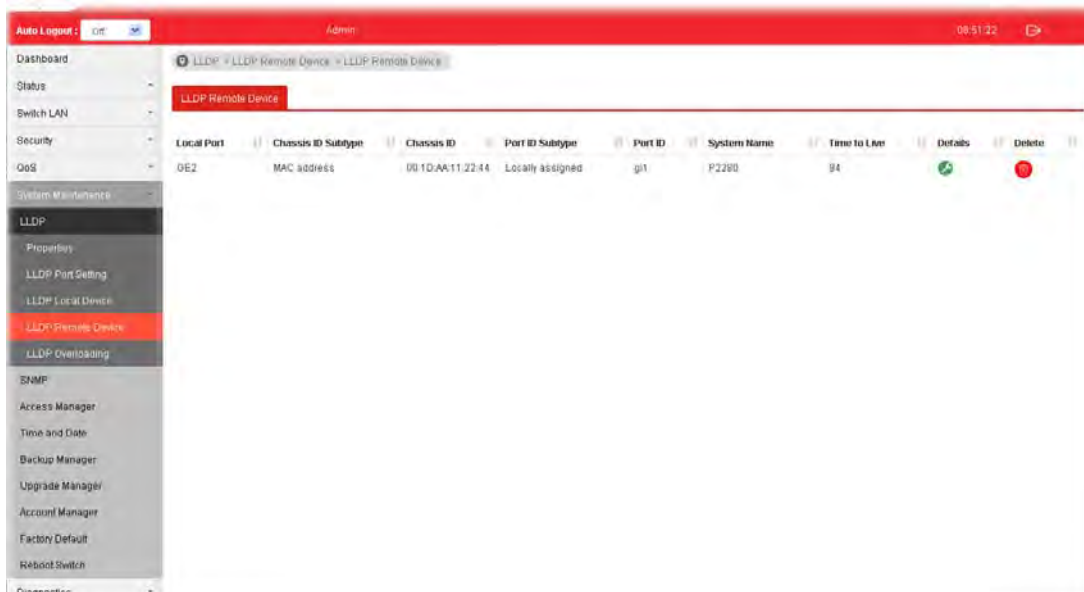 Auto Logout : Off Admin 08:51:22
Dashboard
LLDP » LLDP Remote Device » LLDP Remote Device
Status
LLDP Remote Device
Switch LAN
Security
Local Port Chassis ID Subtype Chassis ID Port ID Subtype Port ID System Name Time to Live Details Delete
QoS
GE2 MAC address 00:1D:AA:11:22:44 Locally assigned gi1 P2280 94
System Maintenance
LLDP
Properties
LLDP Port Setting
LLDP Local Device
LLDP Remote Device
LLDP Overloading
SNMP
Access Manager
Time and Date
Backup Manager
Upgrade Manager
Account Manager
Factory Default
Reboot Switch
Diagnostics